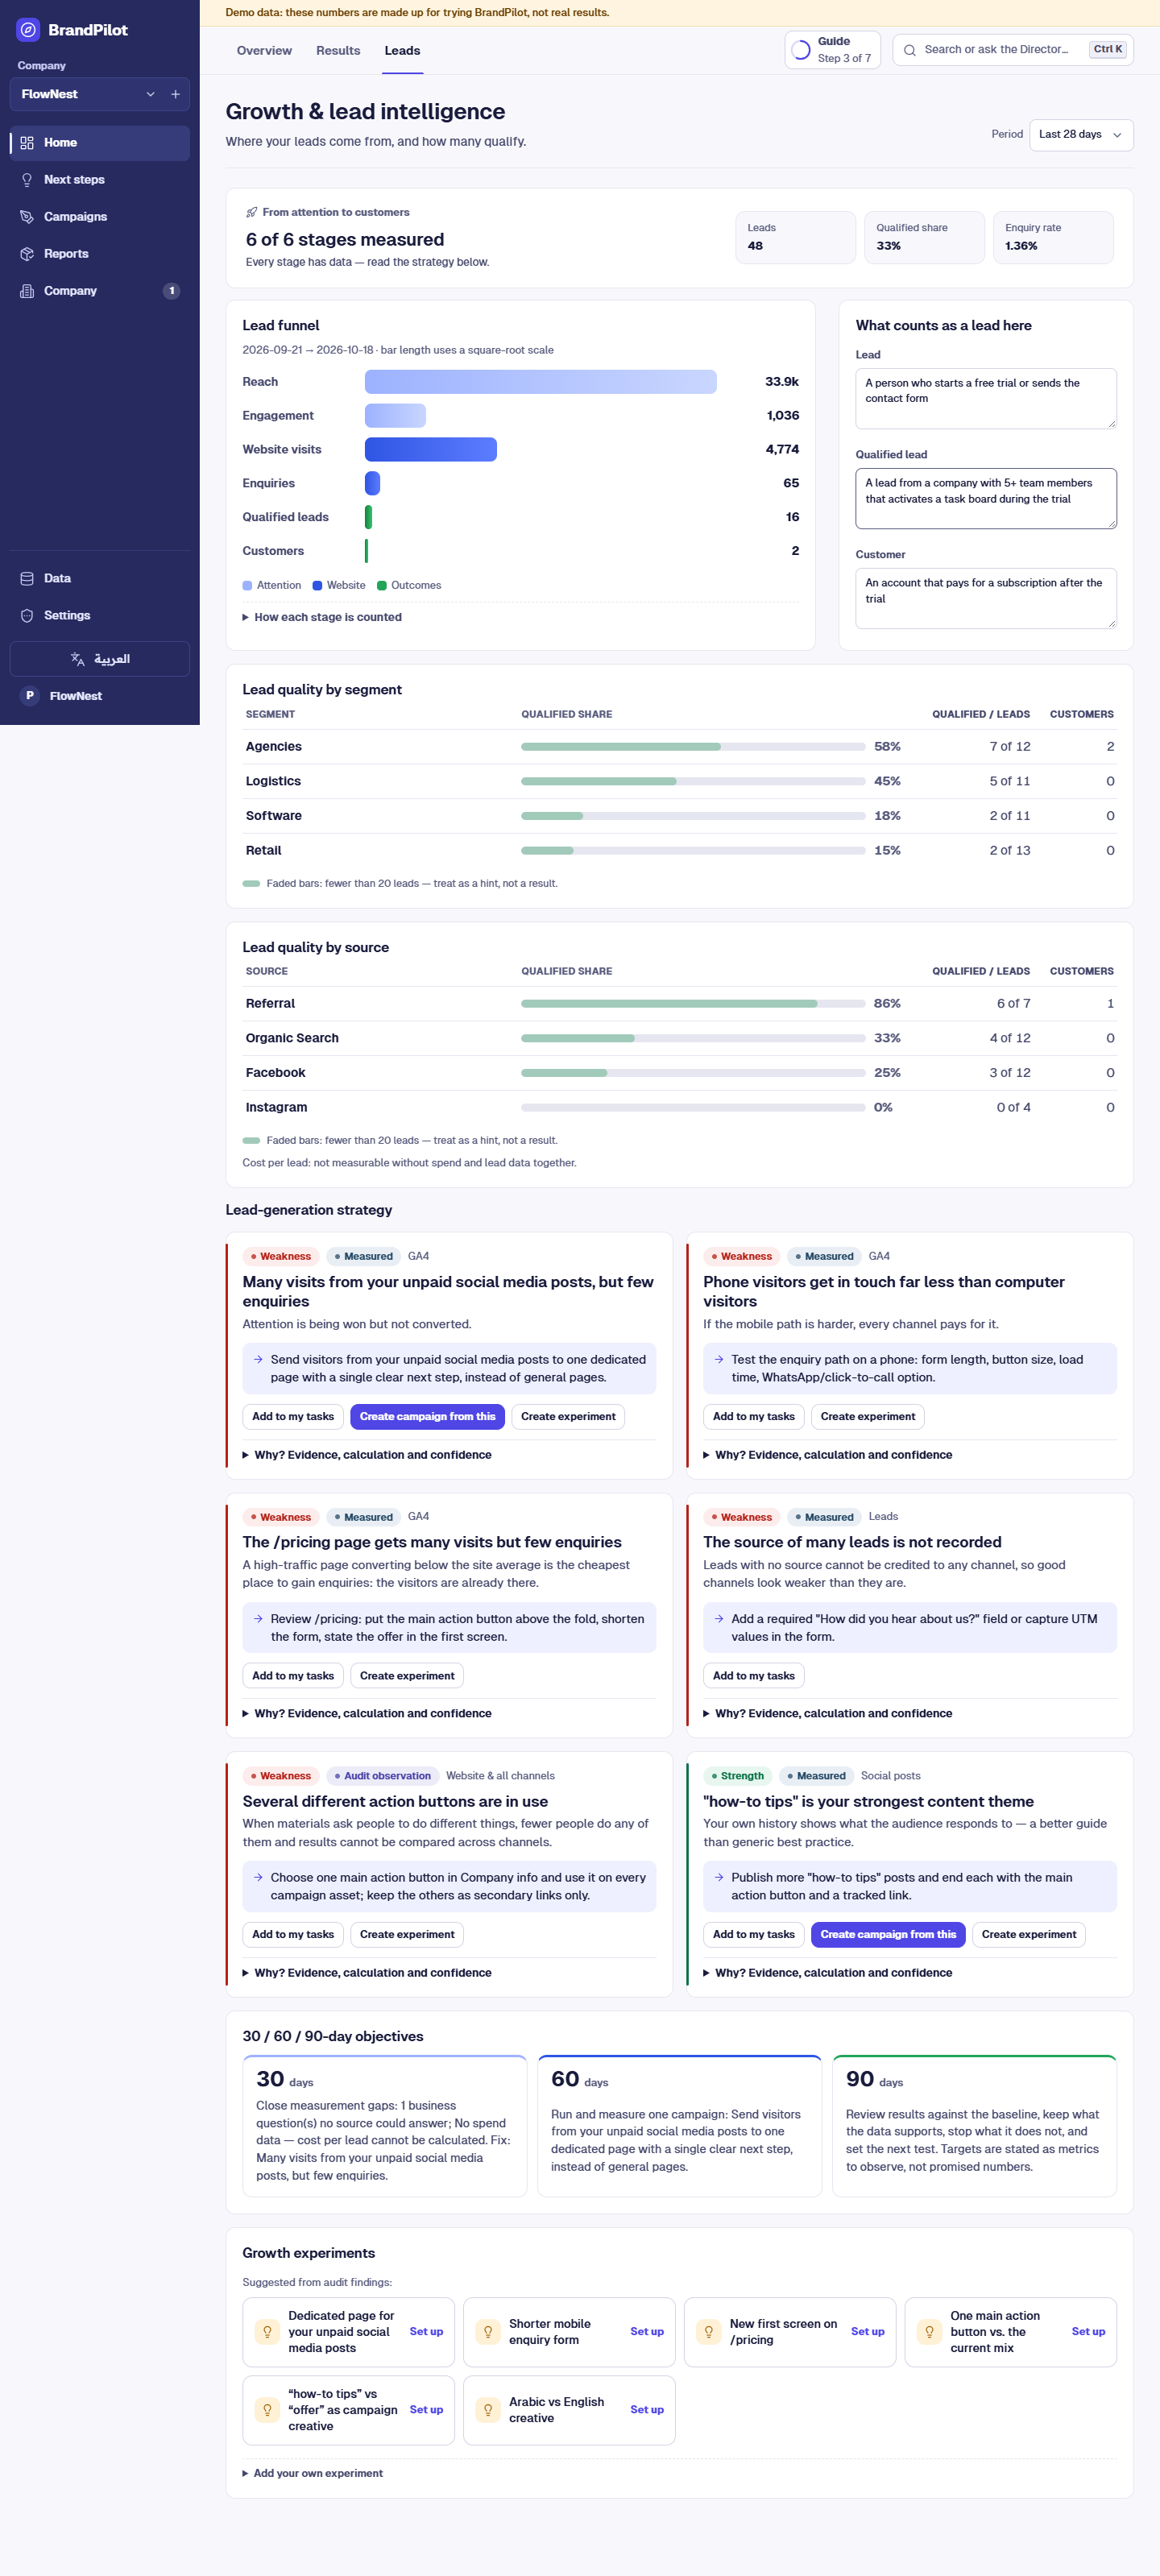 Demo data: these numbers are made up for trying BrandPilot, not real results.
BrandPilot
Company
FlowNest
Home
Next steps
Campaigns
Reports
Company
1
Data
Settings
العربية
P
FlowNest
Overview
Results
Leads
Guide
Step 3 of 7
Search or ask the Director...
Ctrl K
Growth & lead intelligence
Where your leads come from, and how many qualify.
Period
Last 28 days
From attention to customers
6 of 6 stages measured
Every stage has data — read the strategy below.
Leads
48
Qualified share
33%
Enquiry rate
1.36%
Lead funnel
2026-09-21 → 2026-10-18 · bar length uses a square-root scale
Reach
33.9k
Engagement
1,036
Website visits
4,774
Enquiries
65
Qualified leads
16
Customers
2
Attention
Website
Outcomes
How each stage is counted
What counts as a lead here
Lead
A person who starts a free trial or sends the
contact form
Qualified lead
A lead from a company with 5+ team members
that activates a task board during the trial
Customer
An account that pays for a subscription after the
trial
Lead quality by segment
SEGMENT QUALIFIED SHARE QUALIFIED / LEADS CUSTOMERS
Agencies 58% 7 of 12 2
Logistics 45% 5 of 11 0
Software 18% 2 of 11 0
Retail 15% 2 of 13 0
Faded bars: fewer than 20 leads — treat as a hint, not a result.
Lead quality by source
SOURCE QUALIFIED SHARE QUALIFIED / LEADS CUSTOMERS
Referral 86% 6 of 7 1
Organic Search 33% 4 of 12 0
Facebook 25% 3 of 12 0
Instagram 0% 0 of 4 0
Faded bars: fewer than 20 leads — treat as a hint, not a result.
Cost per lead: not measurable without spend and lead data together.
Lead-generation strategy
Weakness
Measured
GA4
Many visits from your unpaid social media posts, but few
enquiries
Attention is being won but not converted.
Send visitors from your unpaid social media posts to one dedicated
page with a single clear next step, instead of general pages.
Add to my tasks
Create campaign from this
Create experiment
Why? Evidence, calculation and confidence
Weakness
Measured
GA4
Phone visitors get in touch far less than computer
visitors
If the mobile path is harder, every channel pays for it.
Test the enquiry path on a phone: form length, button size, load
time, WhatsApp/click-to-call option.
Add to my tasks
Create experiment
Why? Evidence, calculation and confidence
Weakness
Measured
GA4
The /pricing page gets many visits but few enquiries
A high-traffic page converting below the site average is the cheapest
place to gain enquiries: the visitors are already there.
Review /pricing: put the main action button above the fold, shorten
the form, state the offer in the first screen.
Add to my tasks
Create experiment
Why? Evidence, calculation and confidence
Weakness
Measured
Leads
The source of many leads is not recorded
Leads with no source cannot be credited to any channel, so good
channels look weaker than they are.
Add a required "How did you hear about us?" field or capture UTM
values in the form.
Add to my tasks
Why? Evidence, calculation and confidence
Weakness
Audit observation
Website & all channels
Several different action buttons are in use
When materials ask people to do different things, fewer people do any of
them and results cannot be compared across channels.
Choose one main action button in Company info and use it on every
campaign asset; keep the others as secondary links only.
Add to my tasks
Create experiment
Why? Evidence, calculation and confidence
Strength
Measured
Social posts
"how-to tips" is your strongest content theme
Your own history shows what the audience responds to — a better guide
than generic best practice.
Publish more "how-to tips" posts and end each with the main
action button and a tracked link.
Add to my tasks
Create campaign from this
Create experiment
Why? Evidence, calculation and confidence
30 / 60 / 90-day objectives
30 days
Close measurement gaps: 1 business
question(s) no source could answer; No spend
data — cost per lead cannot be calculated. Fix:
Many visits from your unpaid social media
posts, but few enquiries.
60 days
Run and measure one campaign: Send visitors
from your unpaid social media posts to one
dedicated page with a single clear next step,
instead of general pages.
90 days
Review results against the baseline, keep what
the data supports, stop what it does not, and
set the next test. Targets are stated as metrics
to observe, not promised numbers.
Growth experiments
Suggested from audit findings:
Dedicated page for
your unpaid social
media posts
Set up
Shorter mobile
enquiry form
Set up
New first screen on
/pricing
Set up
One main action
button vs. the
current mix
Set up
“how-to tips” vs
“offer” as campaign
creative
Set up
Arabic vs English
creative
Set up
Add your own experiment